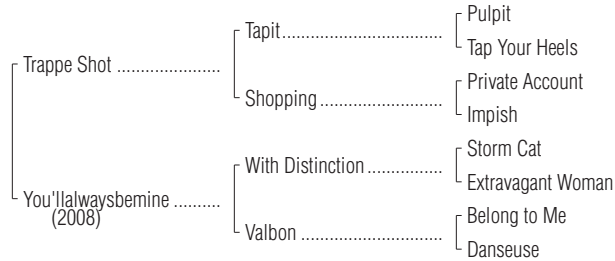 Pulpit
Tapit
Tap Your Heels
Trappe Shot
Private Account
Shopping
Impish
Storm Cat
With Distinction
Extravagant Woman
You'llalwaysbemine
(2008)
Belong to Me
Valbon
Danseuse